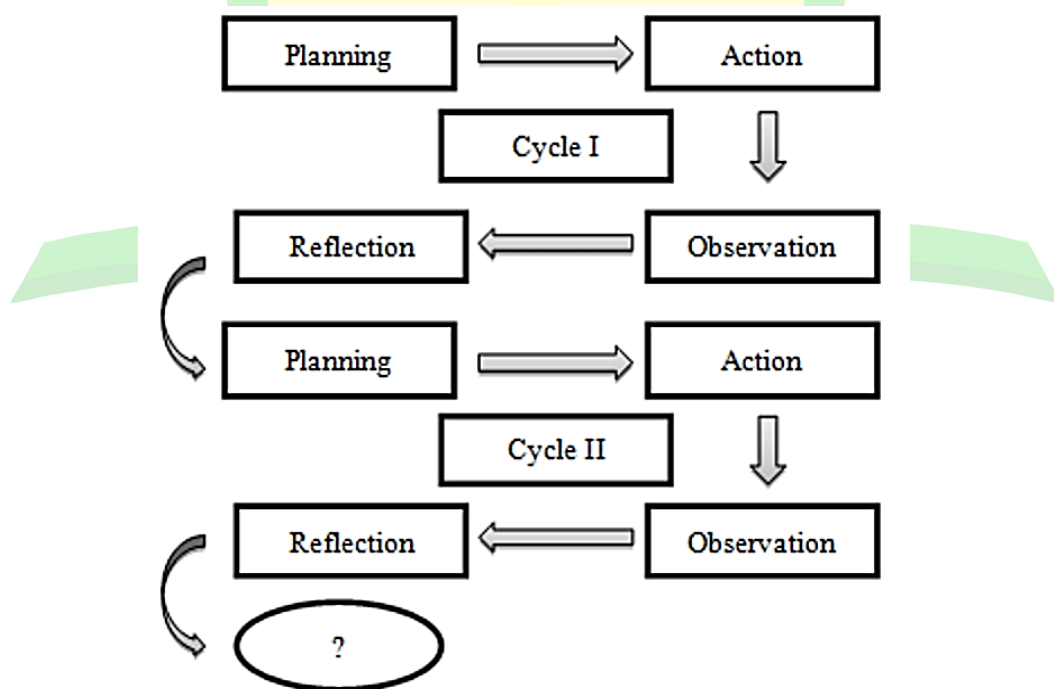 Planning
Action
Cycle I
Reflection
Observation
Planning
Action
Cycle II
Reflection
Observation
?